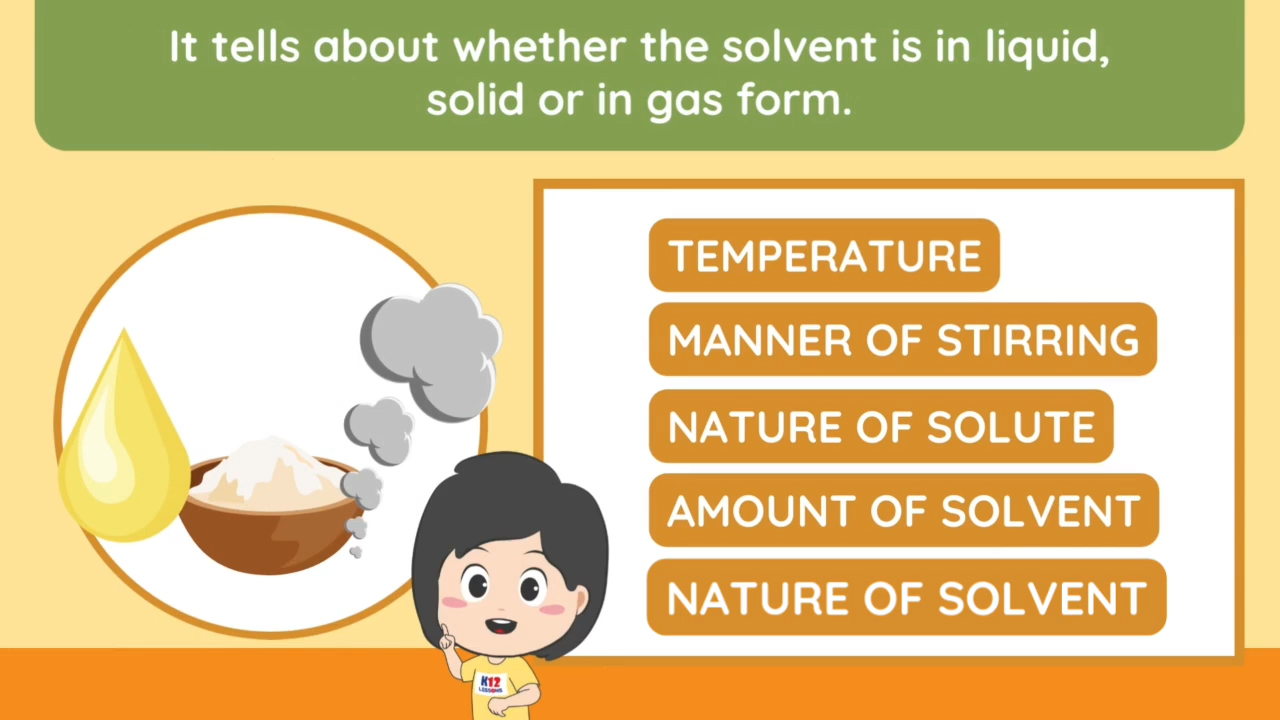 It tells about whether the solvent is in liquid,
solid or in gas form.
TEMPERATURE
MANNER OF STIRRING
NATURE OF SOLUTE
AMOUNT OF SOLVENT
NATURE OF SOLVENT
K12
LESSONS